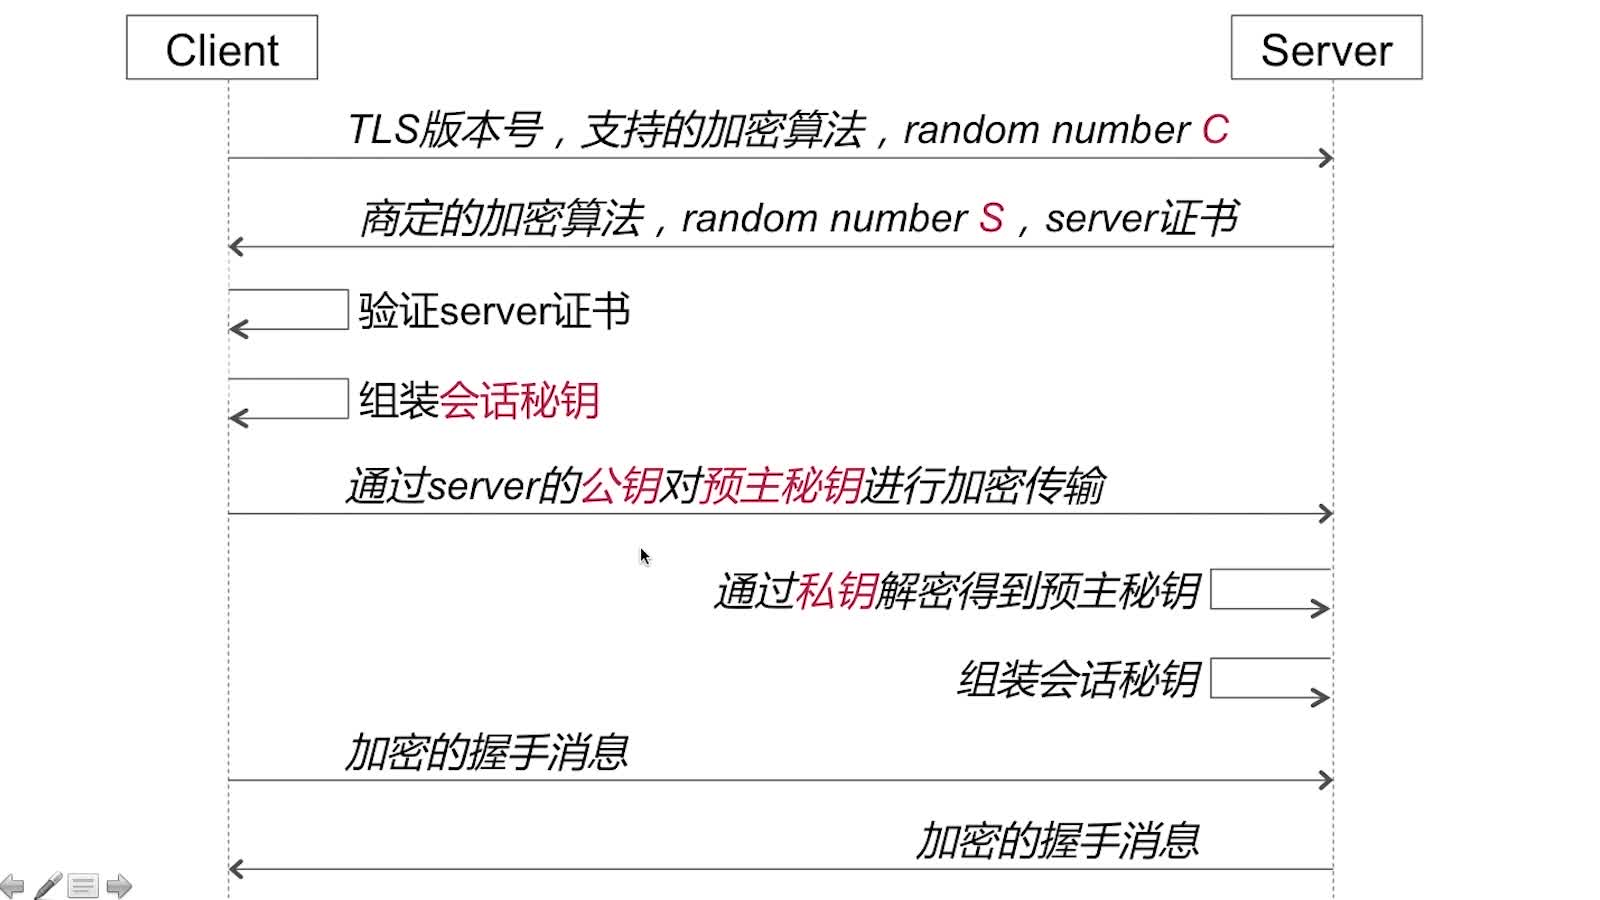 Client
Server
TLS版本号，支持的加密算法，random number C
商定的加密算法，random number S，server证书
验证server证书
组装会话秘钥
通过server的公钥对预主秘钥进行加密传输
通过私钥解密得到预主秘钥
组装会话秘钥
加密的握手消息
加密的握手消息